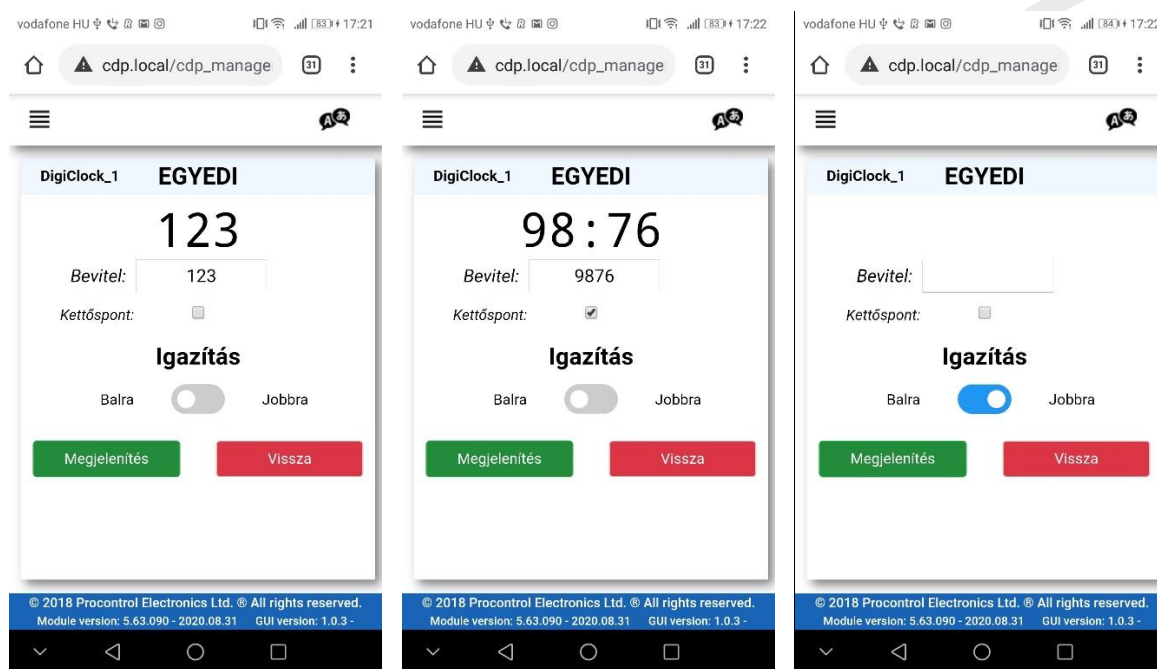 vodafone HU 83 17:21
cdp.local/cdp_manage 31
DigiClock_1 EGYEDI
123
Bevitel: 123
Kettőspont:
Igazítás
Balra Jobbra
Megjelenítés Vissza
© 2018 Procontrol Electronics Ltd. ® All rights reserved.
Module version: 5.63.090 - 2020.08.31 GUI version: 1.0.3 -
vodafone HU 83 17:22
cdp.local/cdp_manage 31
DigiClock_1 EGYEDI
98:76
Bevitel: 9876
Kettőspont:
Igazítás
Balra Jobbra
Megjelenítés Vissza
© 2018 Procontrol Electronics Ltd. ® All rights reserved.
Module version: 5.63.090 - 2020.08.31 GUI version: 1.0.3 -
vodafone HU 84 17:22
cdp.local/cdp_manage 31
DigiClock_1 EGYEDI
Bevitel:
Kettőspont:
Igazítás
Balra Jobbra
Megjelenítés Vissza
© 2018 Procontrol Electronics Ltd. ® All rights reserved.
Module version: 5.63.090 - 2020.08.31 GUI version: 1.0.3 -